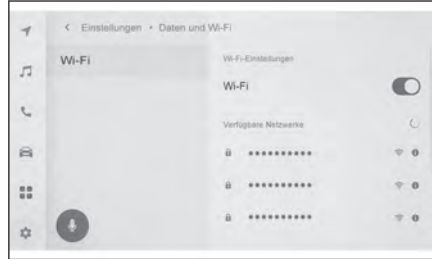 < Einstellungen • Daten und Wi-Fi
Wi-Fi
Wi-Fi-Einstellungen
Wi-Fi
Verfügbare Netzwerke
**********
**********
**********